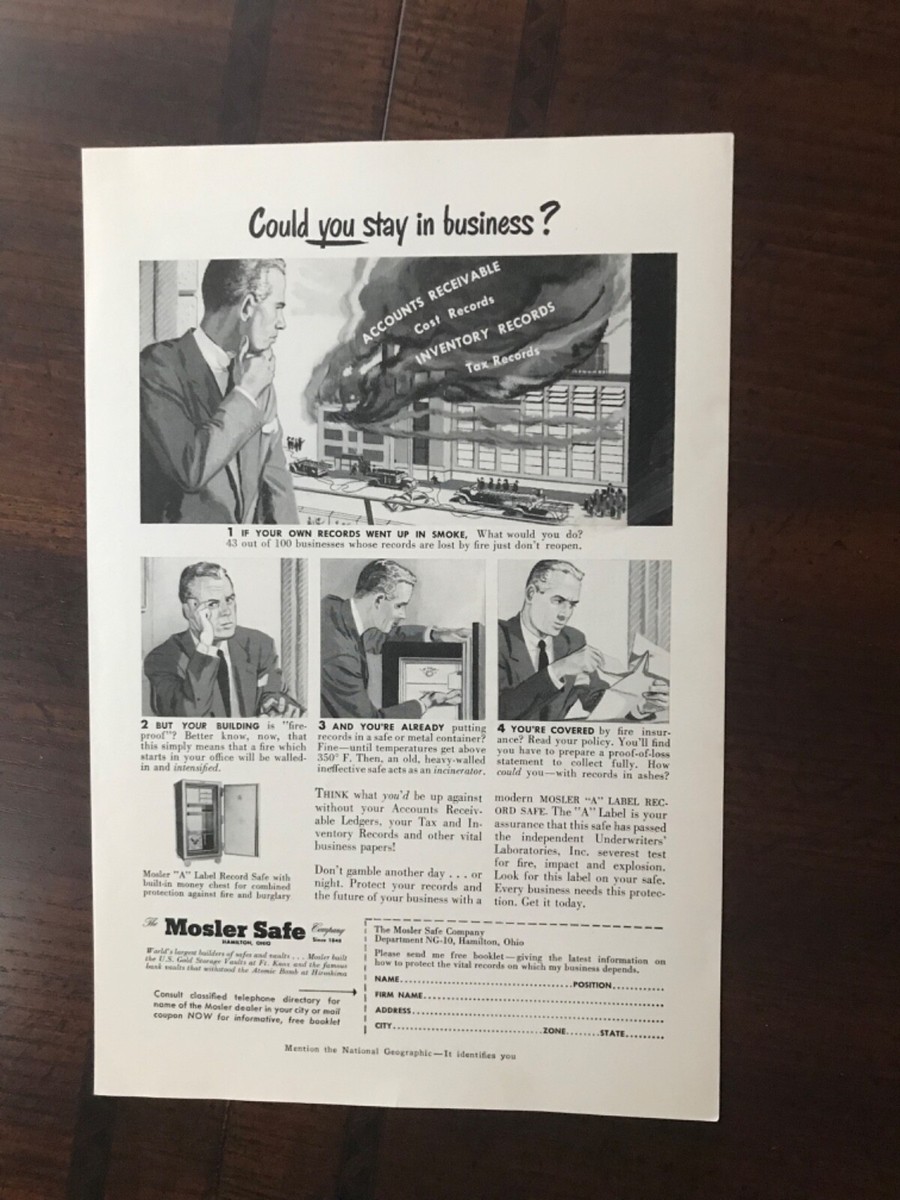 Could you stay in business?
ACCOUNTS RECEIVABLE
Cost Records
INVENTORY RECORDS
Tax Records
1 IF YOUR OWN RECORDS WENT UP IN SMOKE, What would you do?
43 out of 100 businesses whose records are lost by fire just don't reopen.
2 BUT YOUR BUILDING is "fire-
proof"? Better know, now, that
this simply means that a fire which
starts in your office will be walled-
in and intensified.
3 AND YOU'RE ALREADY putting
records in a safe or metal container?
Fine—until temperatures get above
350° F. Then, an old, heavy-walled
ineffective safe acts as an incinerator.
4 YOU'RE COVERED by fire insur-
ance? Read your policy. You'll find
you have to prepare a proof-of-loss
statement to collect fully. How
could you—with records in ashes?
Mosler "A" Label Record Safe with
built-in money chest for combined
protection against fire and burglary
THINK what you'd be up against
without your Accounts Receiv-
able Ledgers, your Tax and In-
ventory Records and other vital
business papers!
Don't gamble another day . . . or
night. Protect your records and
the future of your business with a
modern MOSLER "A" LABEL REC-
ORD SAFE. The "A" Label is your
assurance that this safe has passed
the independent Underwriters'
Laboratories, Inc. severest test
for fire, impact and explosion.
Look for this label on your safe.
Every business needs this protec-
tion. Get it today.
The Mosler Safe Company
HAMILTON, OHIO Since 1848
World's largest builders of safes and vaults . . . Mosler built
the U.S. Gold Storage Vaults at Ft. Knox and the famous
bank vaults that withstood the Atomic Bomb at Hiroshima
Consult classified telephone directory for
name of the Mosler dealer in your city or mail
coupon NOW for informative, free booklet
The Mosler Safe Company
Department NG-10, Hamilton, Ohio
Please send me free booklet—giving the latest information on
how to protect the vital records on which my business depends.
NAME POSITION
FIRM NAME
ADDRESS
CITY ZONE STATE
Mention the National Geographic—It identifies you